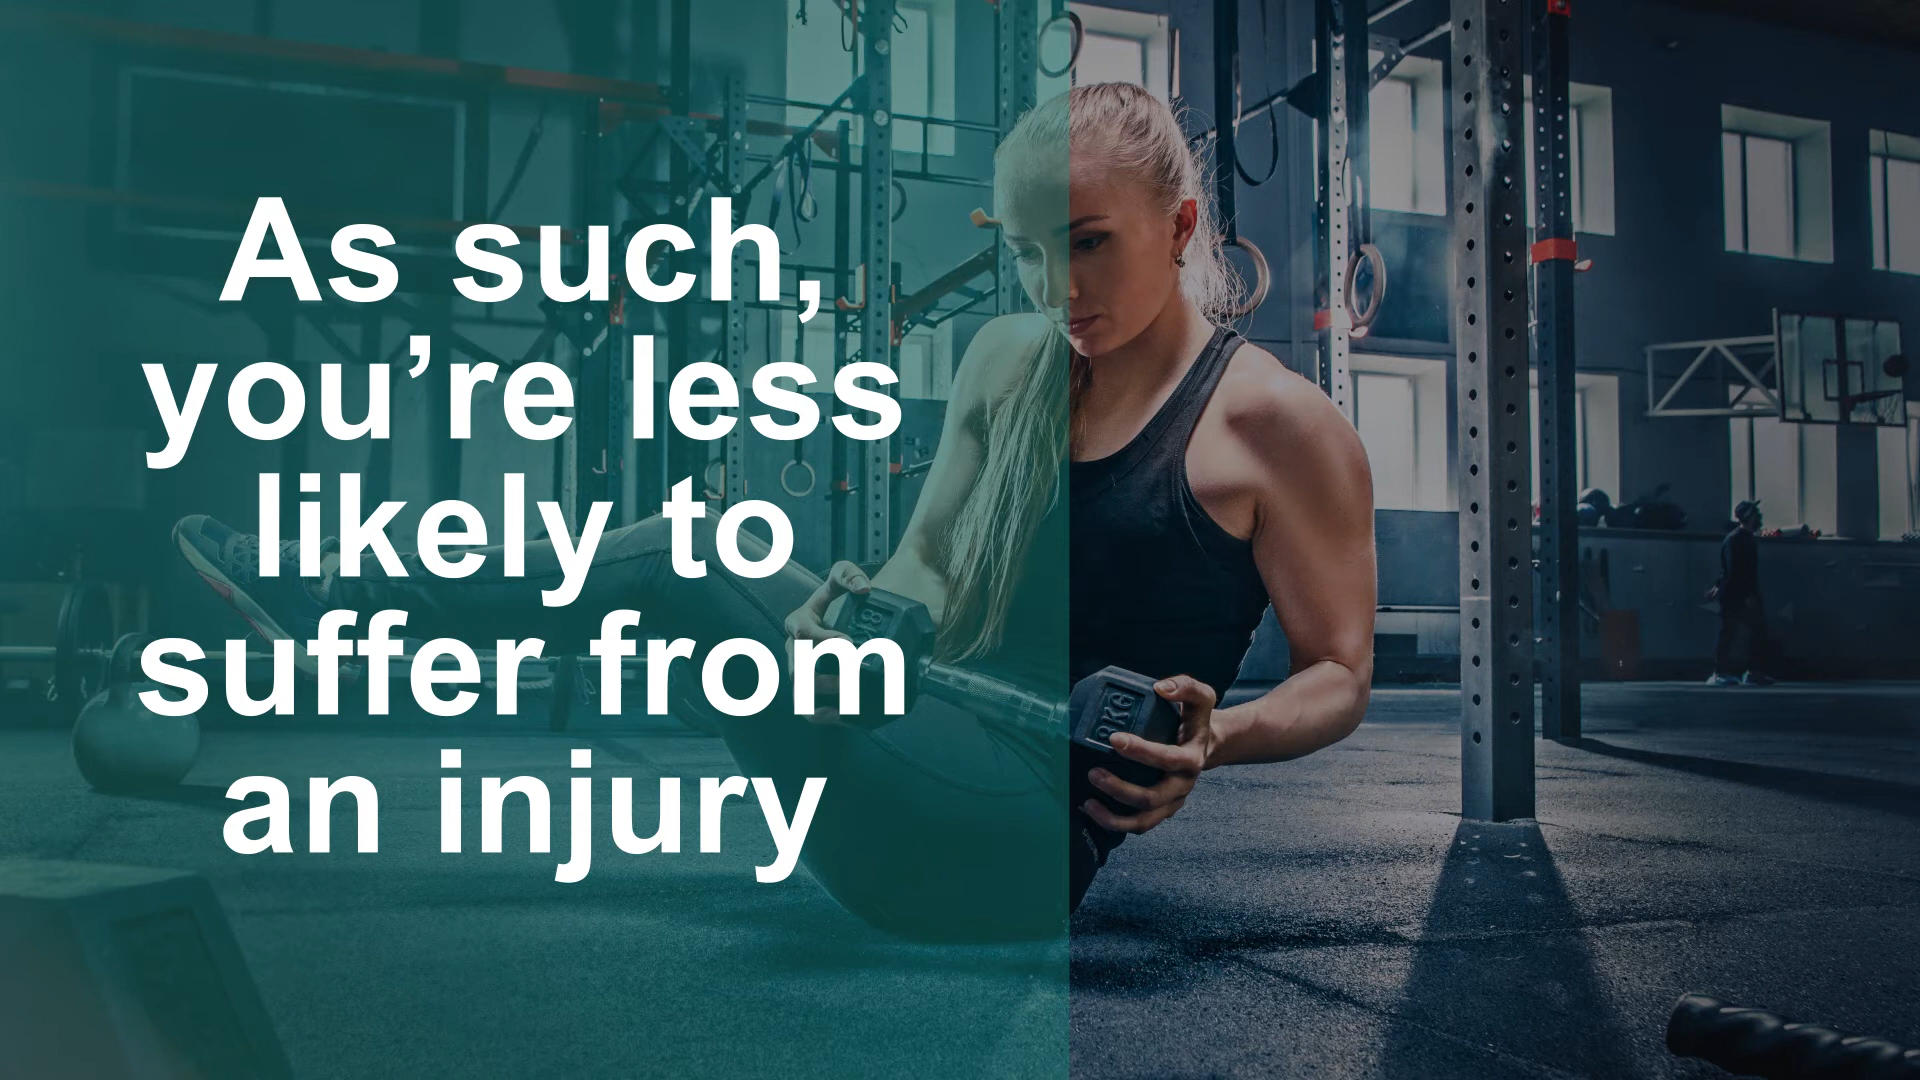 As such,
you’re less
likely to
suffer from
an injury